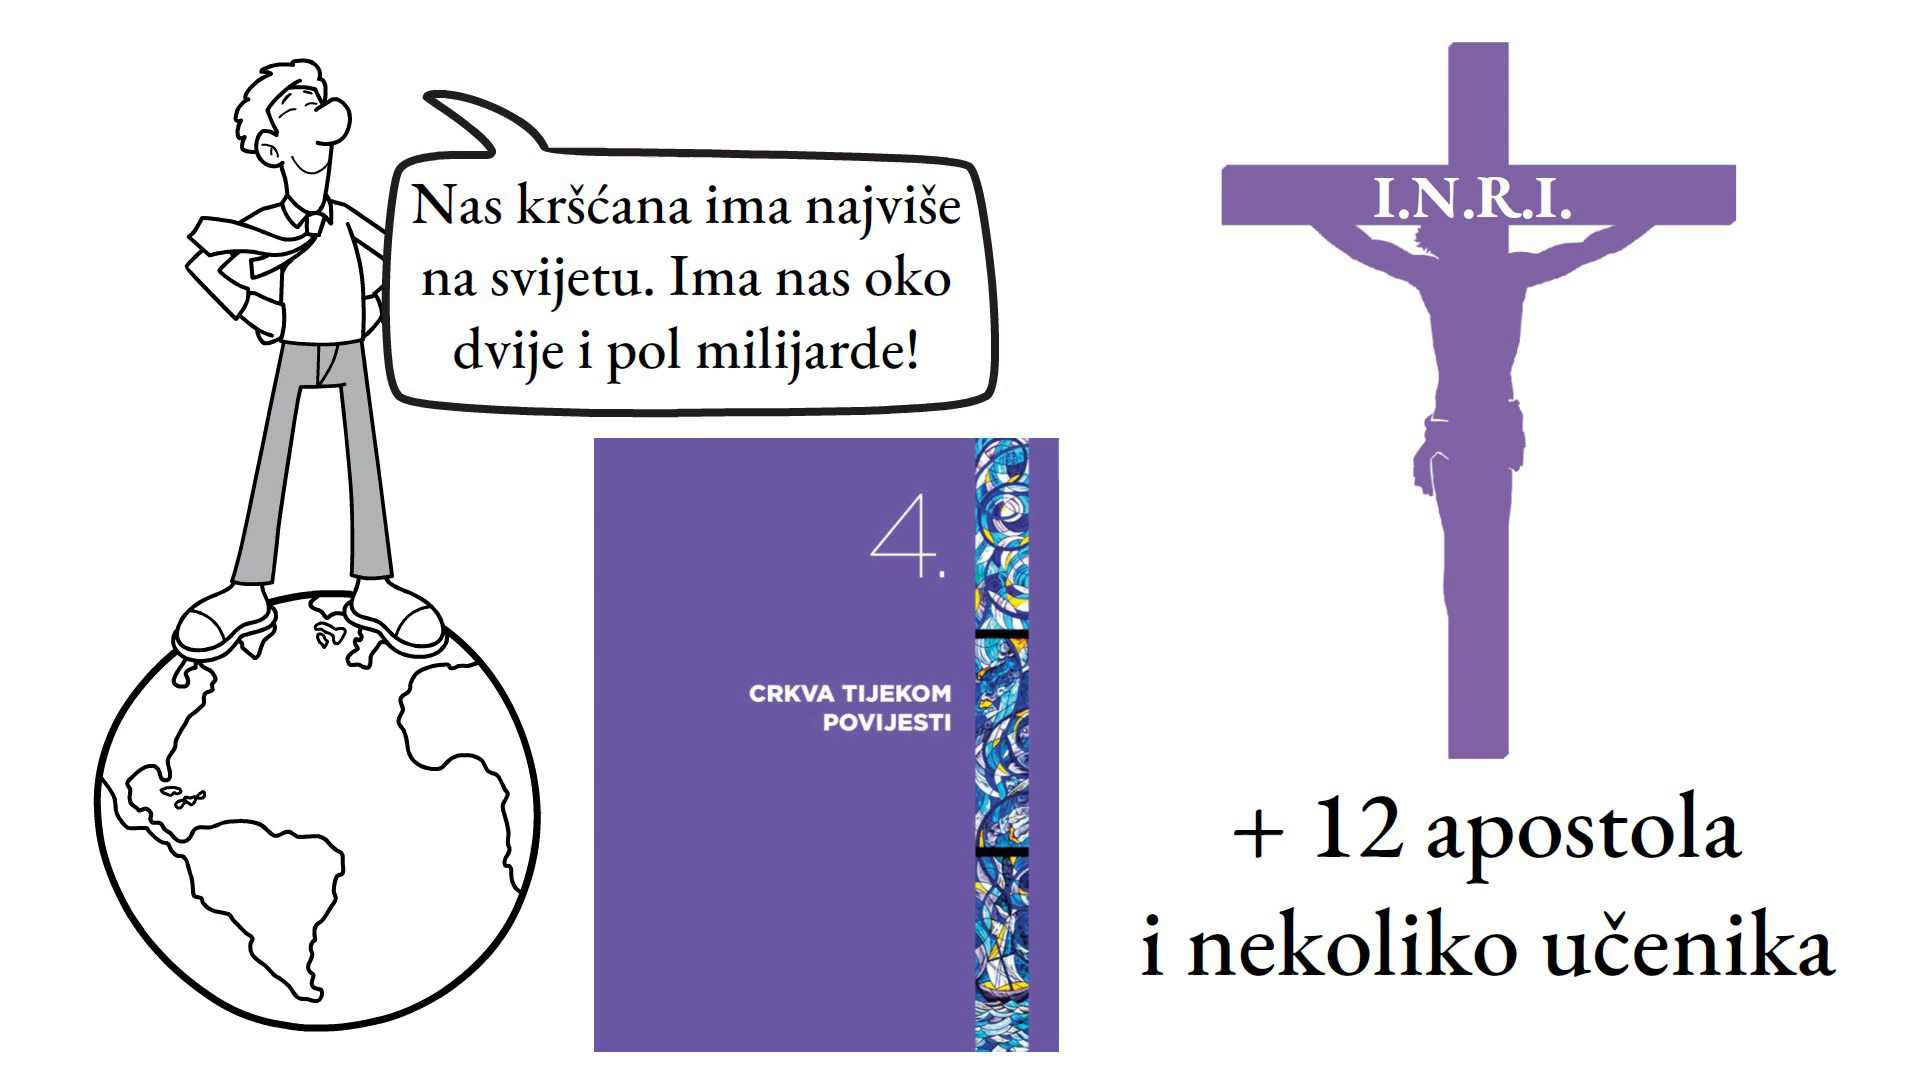 Nas kršćana ima najviše
na svijetu. Ima nas oko
dvije i pol milijarde!
4.
CRKVA TIJEKOM
POVIJESTI
I.N.R.I.
+ 12 apostola
i nekoliko učenika